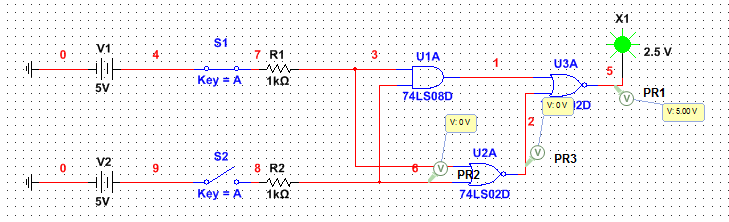 X1
2.5 V
S1
0
V1
4
7
R1
3
U1A
1
U3A
5
5V
Key = A
1kΩ
74LS08D
PR1
V: 0 V
2D
V: 5.00 V
V: 0 V
2
S2
U2A
PR3
0
V2
9
8
R2
6
PR2
5V
Key = A
1kΩ
74LS02D